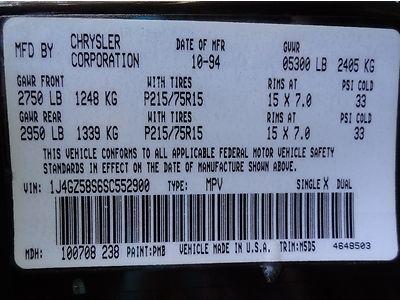 MFD BY CHRYSLER CORPORATION DATE OF MFR 10-94 GVWR 05300 LB 2405 KG
GAWR FRONT WITH TIRES RIMS AT PSI COLD
2750 LB 1248 KG P215/75R15 15 X 7.0 33
GAWR REAR WITH TIRES RIMS AT PSI COLD
2950 LB 1339 KG P215/75R15 15 X 7.0 33
THIS VEHICLE CONFORMS TO ALL APPLICABLE FEDERAL MOTOR VEHICLE SAFETY
STANDARDS IN EFFECT ON THE DATE OF MANUFACTURE SHOWN ABOVE.
VIN: 1J4GZ58S6SC552900 TYPE: MPV SINGLE X DUAL
MDH: 100708 238 PAINT:PMB VEHICLE MADE IN U.S.A. TRIM:M5D5 4648503